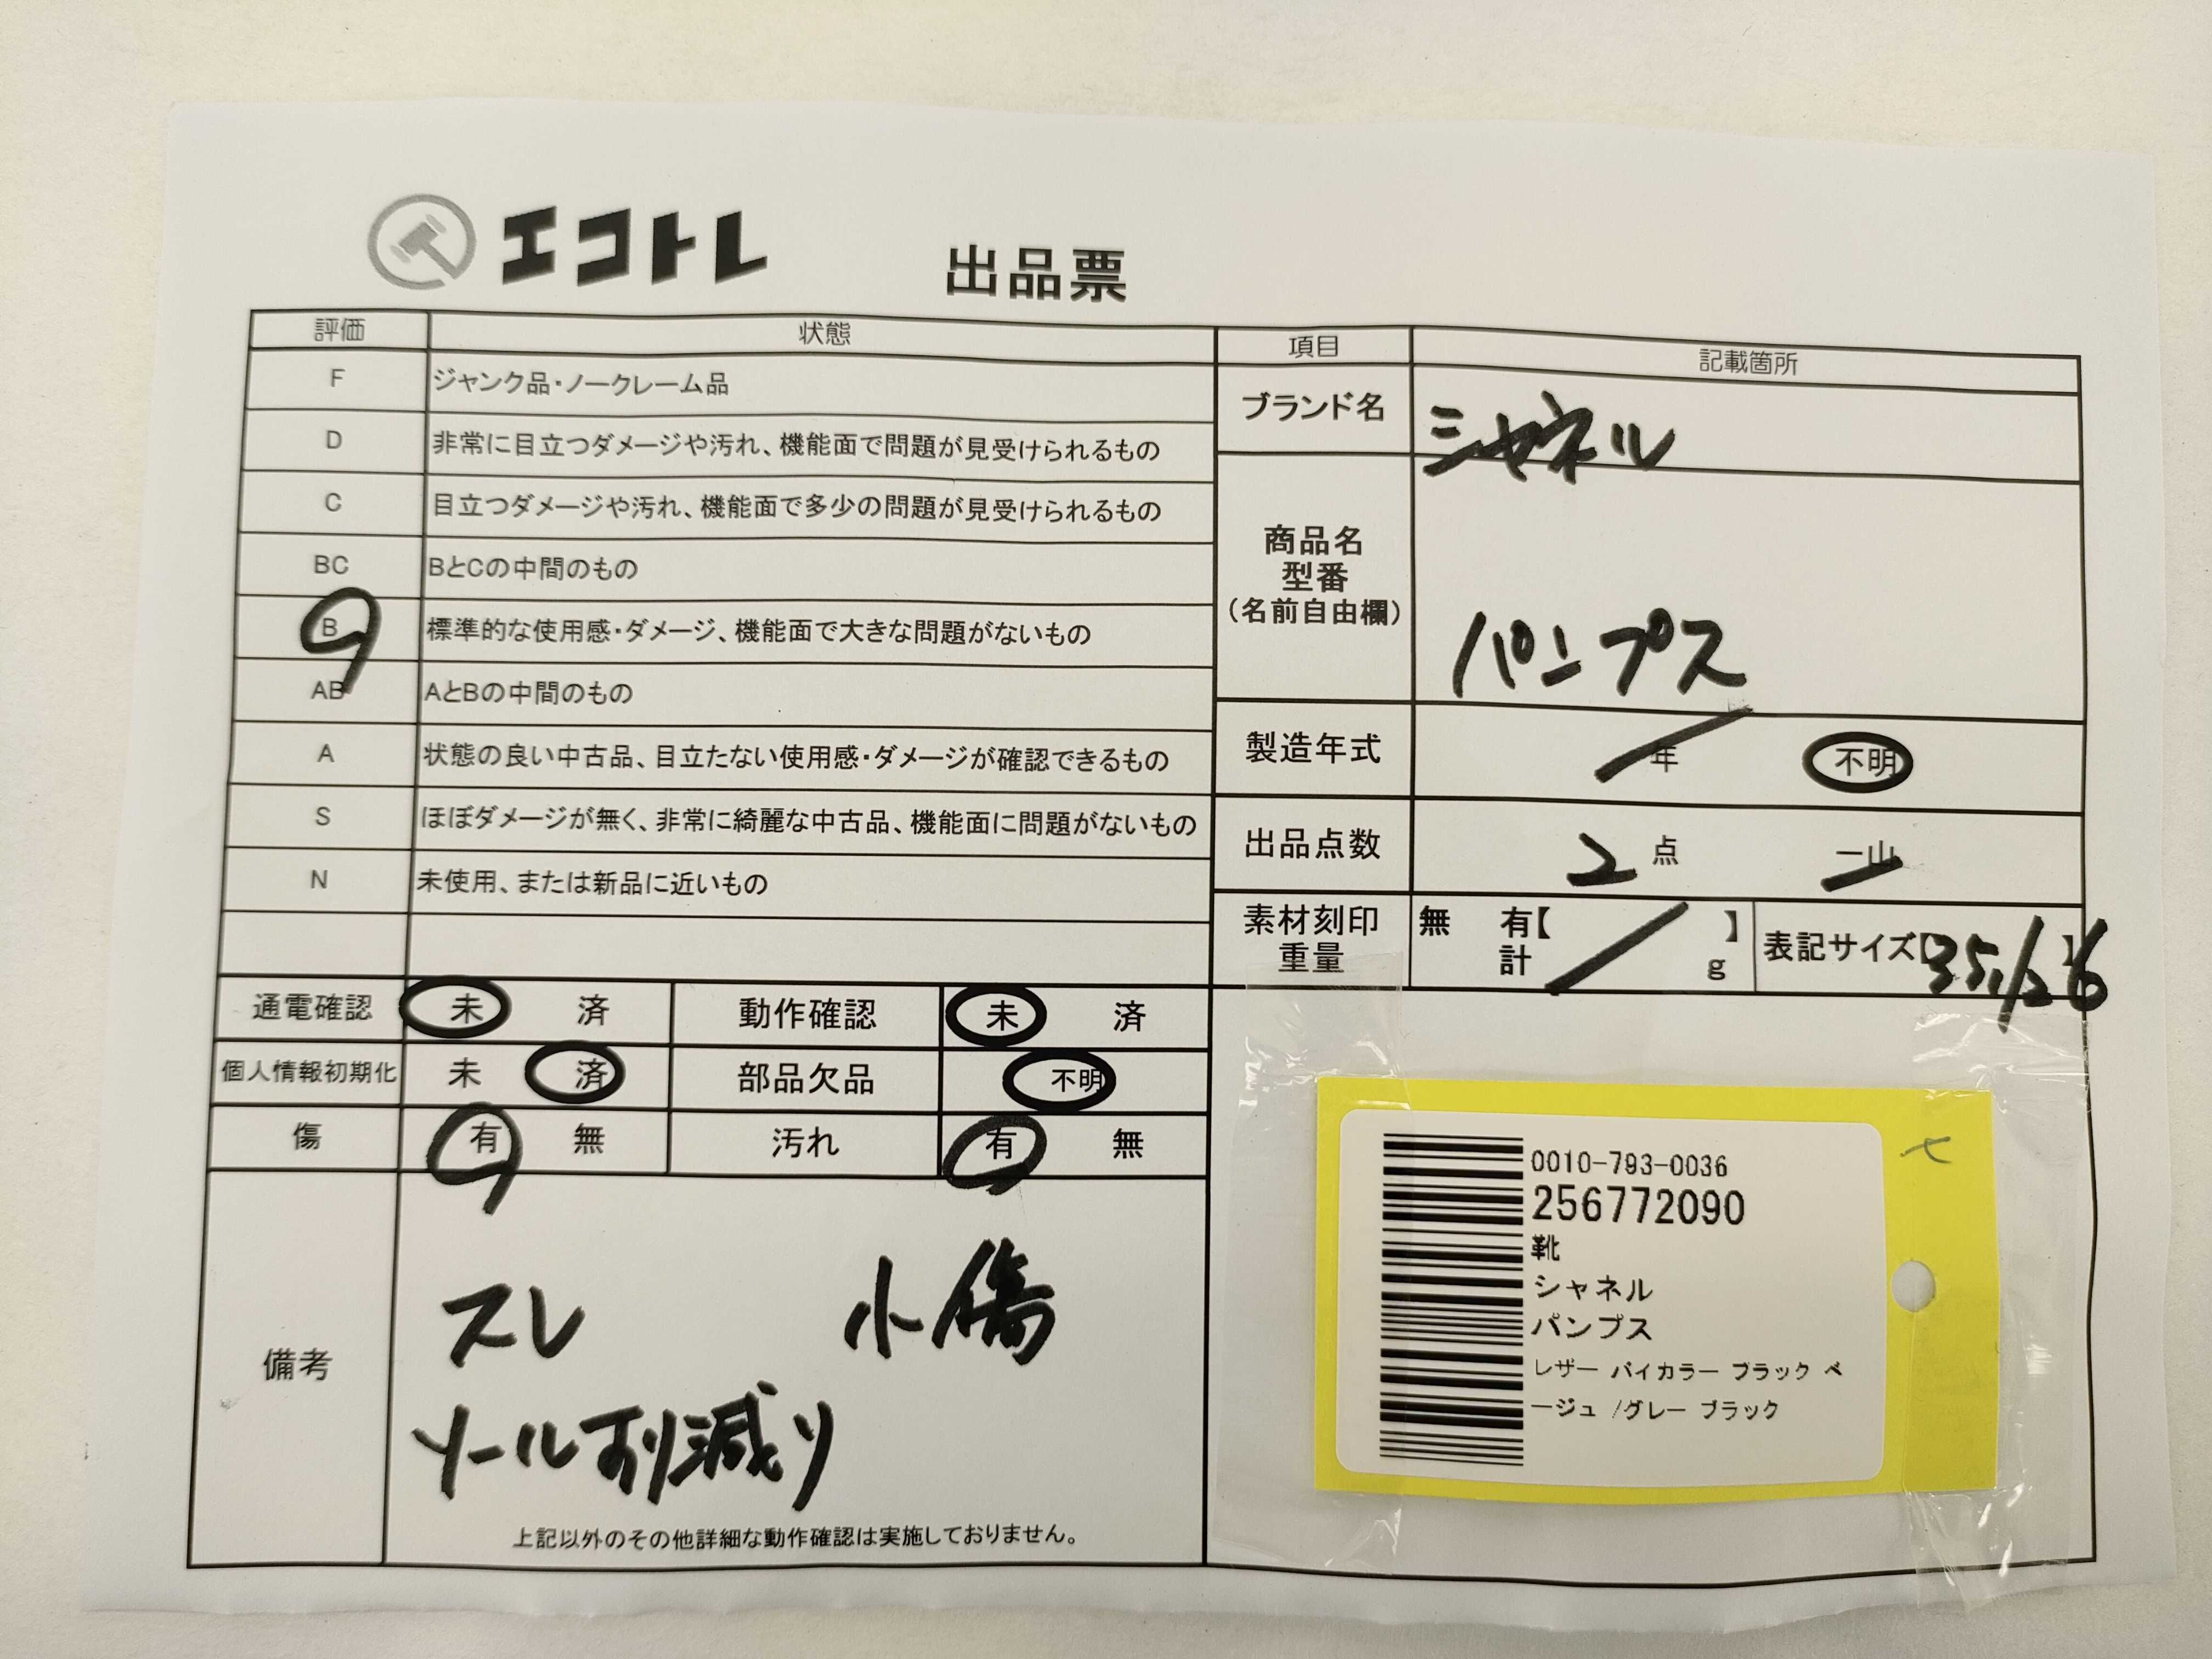 エコトレ
出品票
評価 状態
F ジャンク品・ノークレーム品
D 非常に目立つダメージや汚れ、機能面で問題が見受けられるもの
C 目立つダメージや汚れ、機能面で多少の問題が見受けられるもの
BC BとCの中間のもの
B 標準的な使用感・ダメージ、機能面で大きな問題がないもの
AB AとBの中間のもの
A 状態の良い中古品、目立たない使用感・ダメージが確認できるもの
S ほぼダメージが無く、非常に綺麗な中古品、機能面に問題がないもの
N 未使用、または新品に近いもの
項目 記載箇所
ブランド名 シャネル
商品名
型番
(名前自由欄)
パンプス
製造年式 年 不明
出品点数 2 点 一山
素材刻印 無 有【 】
重量 計 g
表記サイズ【
通電確認 未 済 動作確認 未 済
個人情報初期化 未 済 部品欠品 不明
傷 有 無 汚れ 有 無
備考
スレ 小傷
ソールすり減り
上記以外のその他詳細な動作確認は実施しておりません。
0010-793-0036
256772090
靴
シャネル
パンプス
レザー バイカラー ブラック ベ
ージュ /グレー ブラック